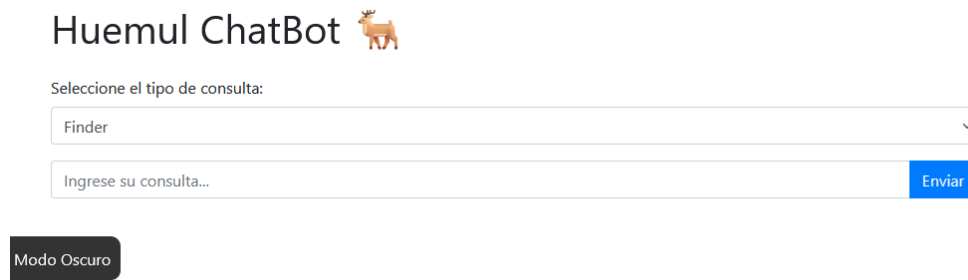 Huemul ChatBot 🦌
Seleccione el tipo de consulta:
Finder
Ingrese su consulta...
Enviar
Modo Oscuro